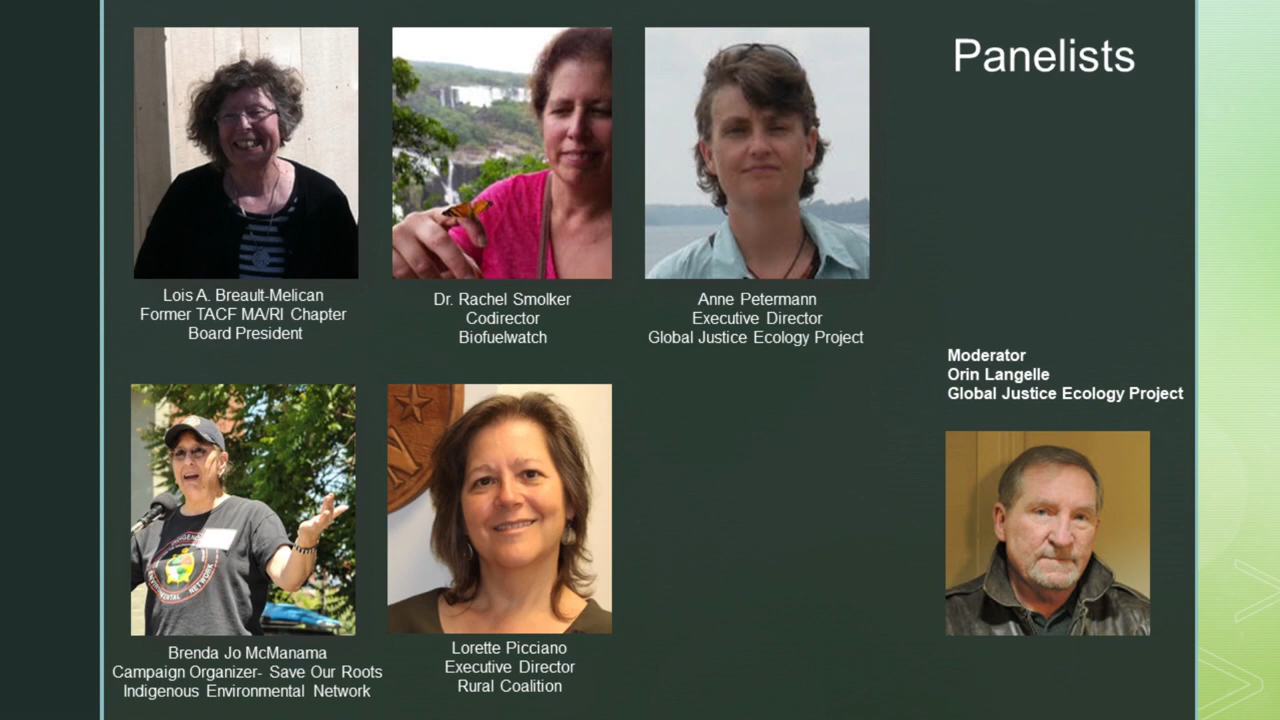 Panelists
Lois A. Breault-Melican
Former TACF MA/RI Chapter
Board President
Dr. Rachel Smolker
Codirector
Biofuelwatch
Anne Petermann
Executive Director
Global Justice Ecology Project
Moderator
Orin Langelle
Global Justice Ecology Project
NETWORK
Brenda Jo McManama
Campaign Organizer- Save Our Roots
Indigenous Environmental Network
Lorette Picciano
Executive Director
Rural Coalition